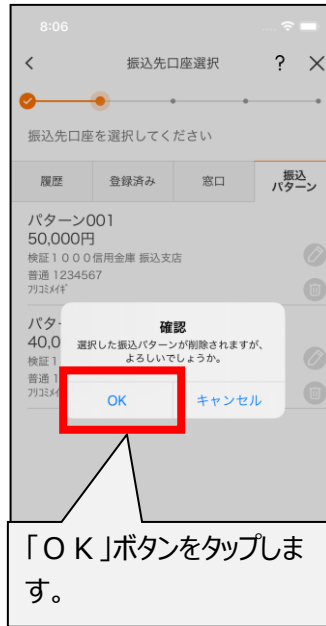 8:06
振込先口座選択 ?
振込先口座を選択してください
履歴 登録済み 窓口 振込パターン
パターン001
50,000円
検証1000信用金庫 振込支店
普通 1234567
フリコミメイギ
パター
40,0
検証1
普通 1
フリコミメイ
確認
選択した振込パターンが削除されますが、
よろしいでしょうか。
OK キャンセル
「OK」ボタンをタップしま
す。